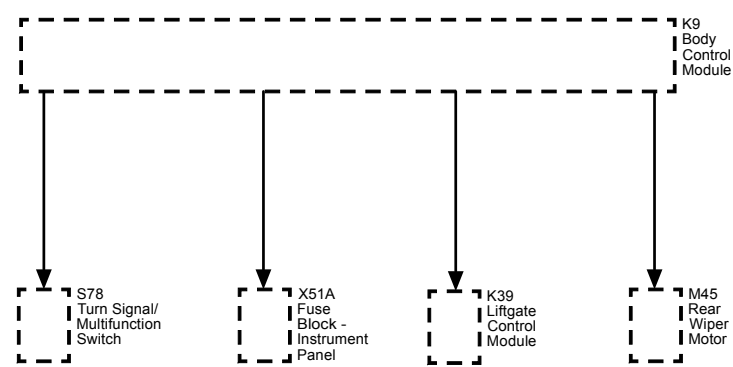 K9
Body
Control
Module
S78
Turn Signal/
Multifunction
Switch
X51A
Fuse
Block -
Instrument
Panel
K39
Liftgate
Control
Module
M45
Rear
Wiper
Motor